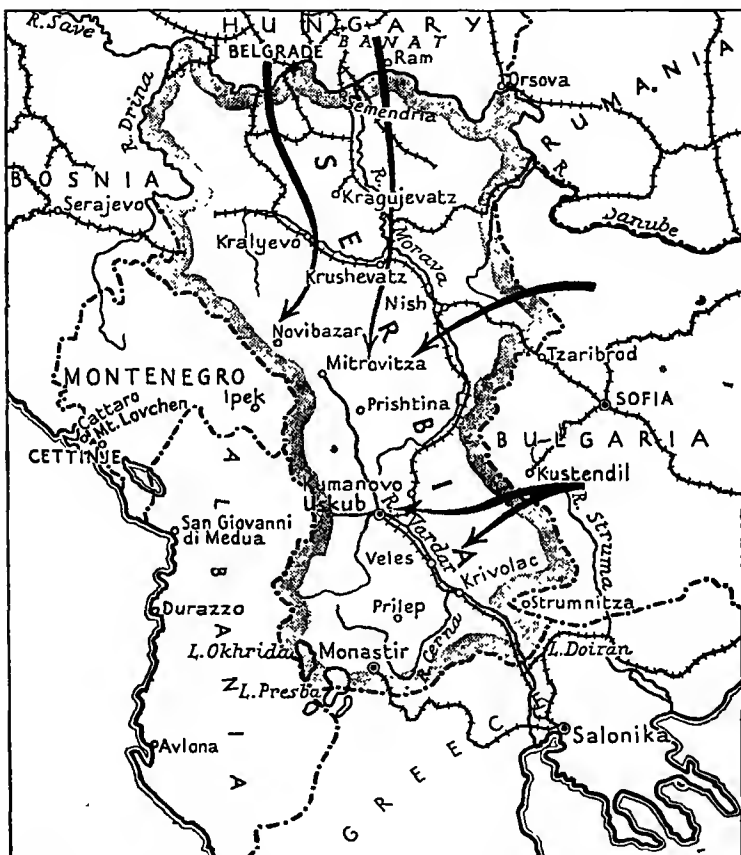 HUNGARY
R. Save
BELGRADE
BANAT
Ram
Orsova
RUMANIA
R. Drina
Semendria
BOSNIA
Serajevo
SERBIA
Kragujevatz
R. Morava
R. Danube
Kralyevo
Krushevatz
Nish
Novibazar
Mitrovitza
Tzaribrod
MONTENEGRO
Ipek
Prishtina
SOFIA
Cattaro
Mt. Lovchen
CETTINJE
BULGARIA
Kumanovo
Kustendil
Uskub
R. Vardar
R. Struma
San Giovanni
di Medua
ALBANIA
Veles
Krivolac
Durazzo
Prilep
Strumnitza
L. Okhrida
Monastir
R. Cerna
L. Doiran
L. Presba
Avlona
GREECE
Salonika